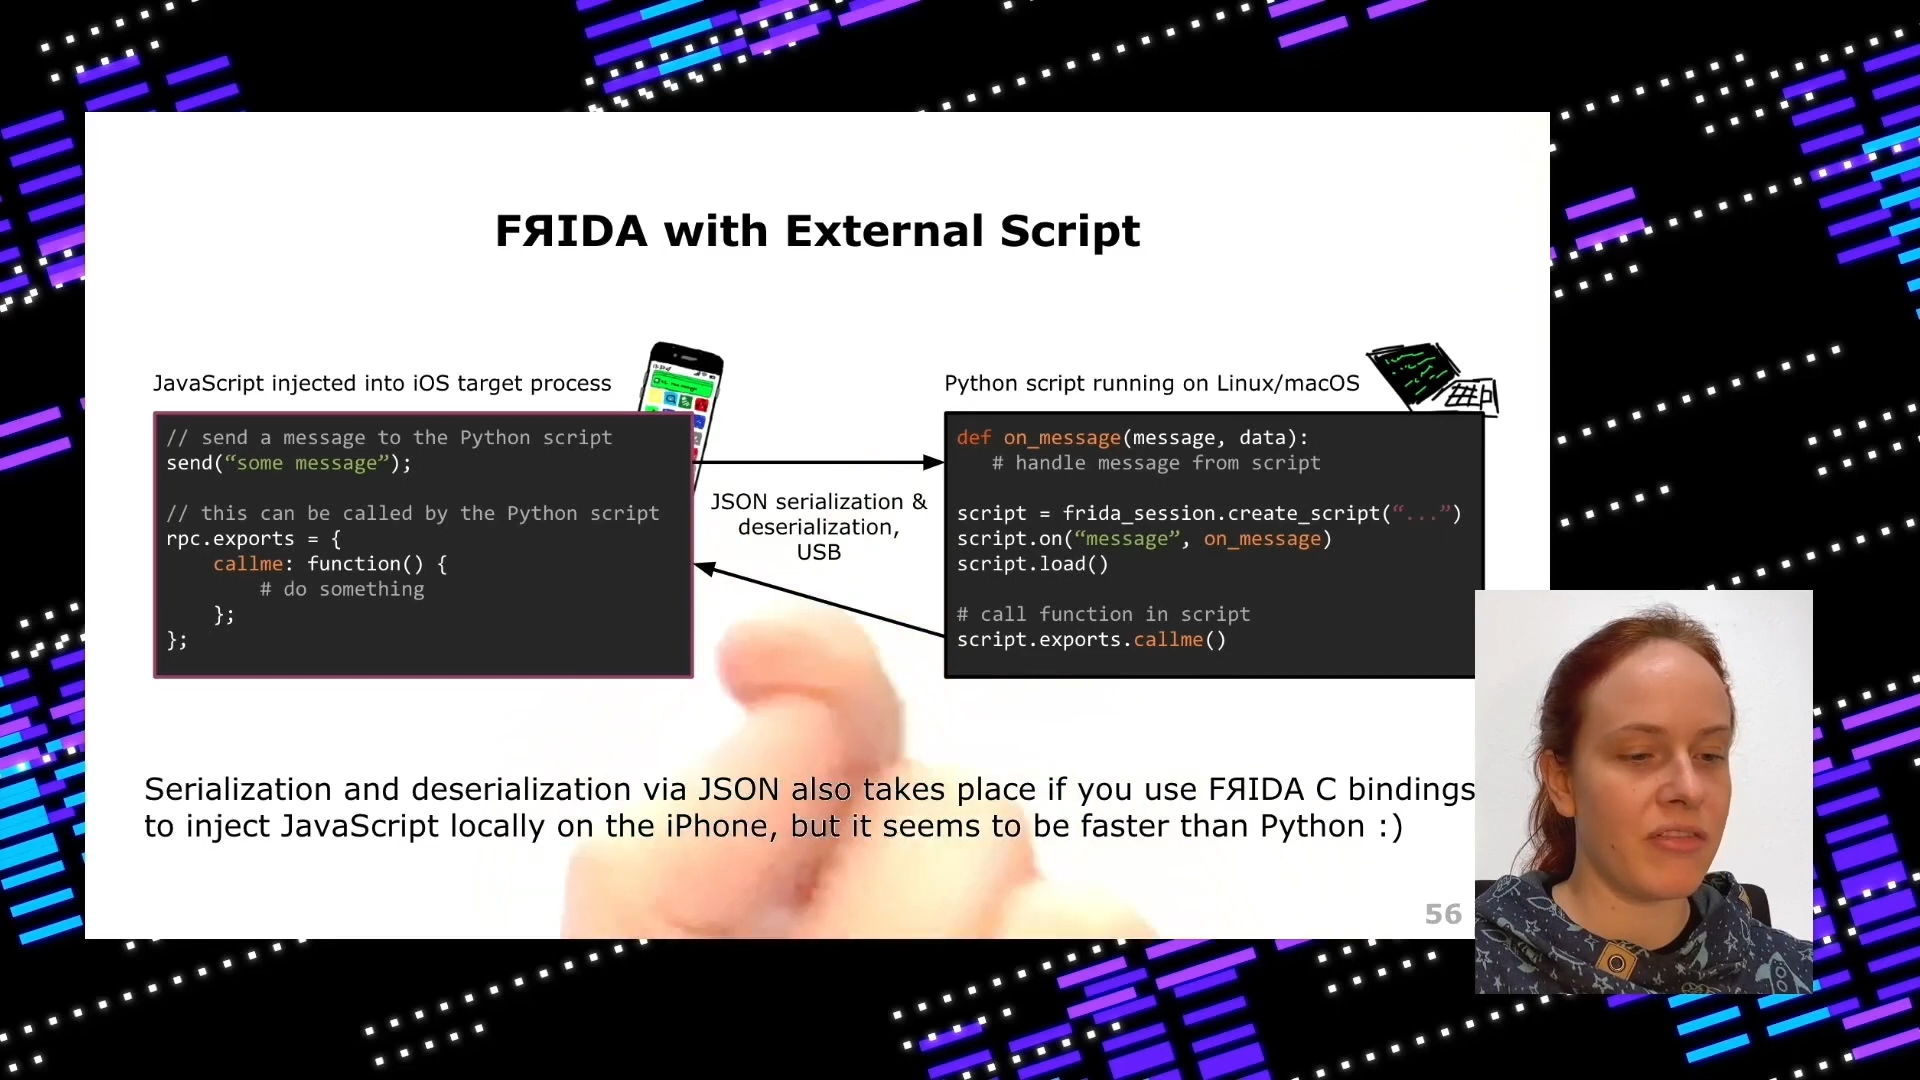 FЯIDA with External Script
JavaScript injected into iOS target process
// send a message to the Python script
send(“some message”);
// this can be called by the Python script
rpc.exports = {
callme: function() {
# do something
};
};
JSON serialization &
deserialization,
USB
Python script running on Linux/macOS
def on_message(message, data):
# handle message from script
script = frida_session.create_script(“...”)
script.on(“message”, on_message)
script.load()
# call function in script
script.exports.callme()
Serialization and deserialization via JSON also takes place if you use FЯIDA C bindings
to inject JavaScript locally on the iPhone, but it seems to be faster than Python :)
56